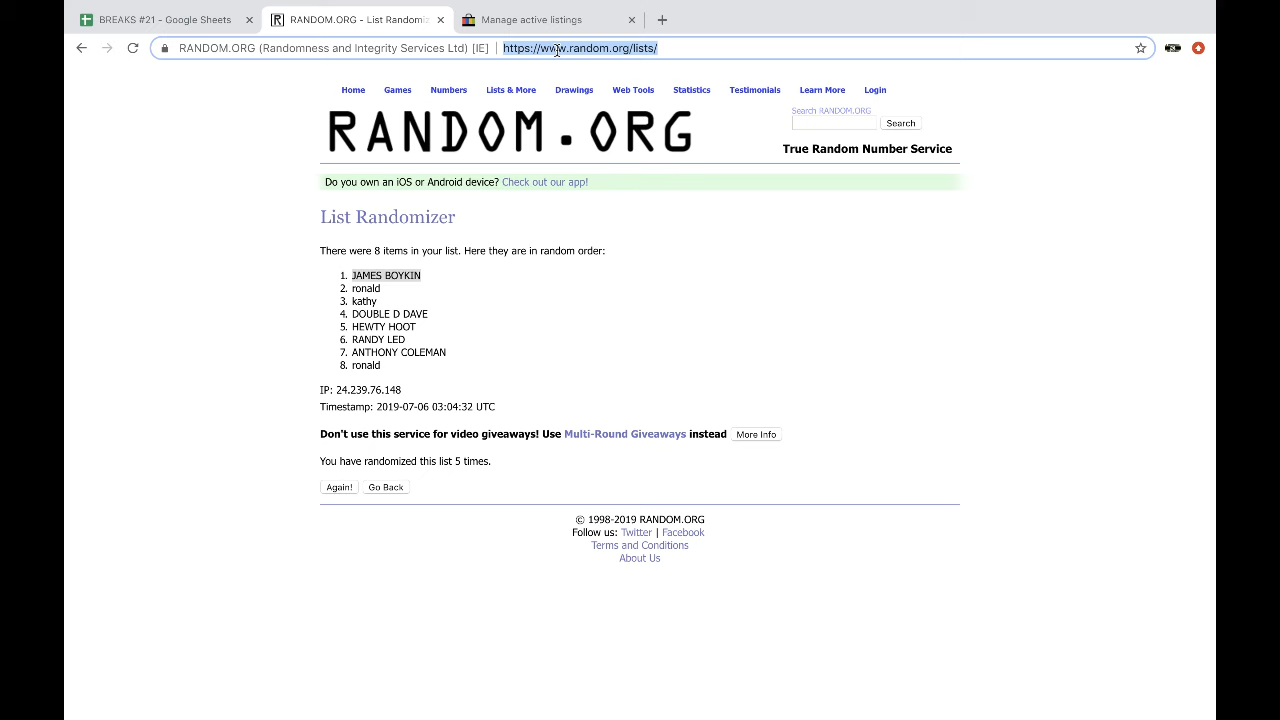 BREAKS #21 - Google Sheets
RANDOM.ORG - List Randomiz
Manage active listings
RANDOM.ORG (Randomness and Integrity Services Ltd) [IE] | https://www.random.org/lists/
Home Games Numbers Lists & More Drawings Web Tools Statistics Testimonials Learn More Login
RANDOM.ORG
Search RANDOM.ORG
Search
True Random Number Service
Do you own an iOS or Android device? Check out our app!
List Randomizer
There were 8 items in your list. Here they are in random order:
1. JAMES BOYKIN
2. ronald
3. kathy
4. DOUBLE D DAVE
5. HEWTY HOOT
6. RANDY LED
7. ANTHONY COLEMAN
8. ronald
IP: 24.239.76.148
Timestamp: 2019-07-06 03:04:32 UTC
Don't use this service for video giveaways! Use Multi-Round Giveaways instead More Info
You have randomized this list 5 times.
Again! Go Back
© 1998-2019 RANDOM.ORG
Follow us: Twitter | Facebook
Terms and Conditions
About Us